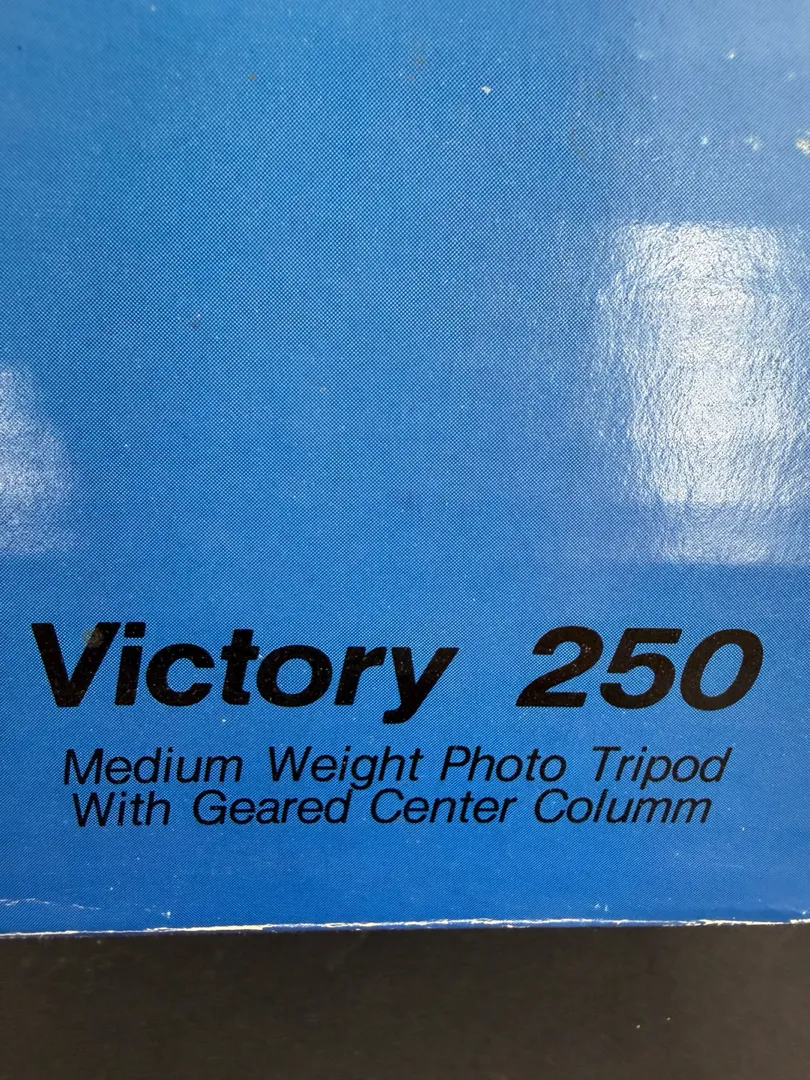 Victory 250
Medium Weight Photo Tripod
With Geared Center Columm